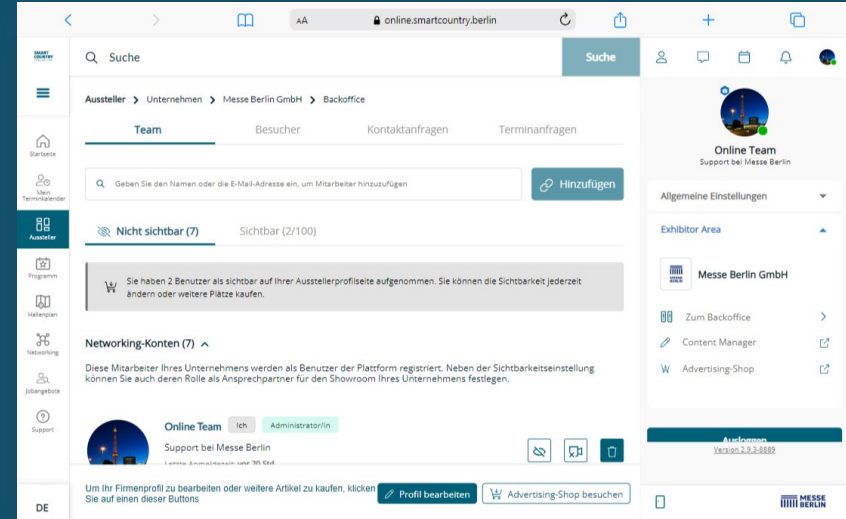 AA
online.smartcountry.berlin
SMART
COUNTRY
Suche
Suche
Startseite
Mein
Terminkalender
Aussteller
Programm
Hallenplan
Networking
Jobangebote
Support
DE
Aussteller > Unternehmen > Messe Berlin GmbH > Backoffice
Team
Besucher
Kontaktanfragen
Terminanfragen
Geben Sie den Namen oder die E-Mail-Adresse ein, um Mitarbeiter hinzuzufügen
Hinzufügen
Nicht sichtbar (7)
Sichtbar (2/100)
Sie haben 2 Benutzer als sichtbar auf Ihrer Ausstellerprofilseite aufgenommen. Sie können die Sichtbarkeit jederzeit
ändern oder weitere Plätze kaufen.
Networking-Konten (7)
Diese Mitarbeiter Ihres Unternehmens werden als Benutzer der Plattform registriert. Neben der Sichtbarkeitseinstellung
können Sie auch deren Rolle als Ansprechpartner für den Showroom Ihres Unternehmens festlegen.
Online Team
Ich
Administrator/in
Support bei Messe Berlin
Letzte Anmeldezeit: vor 20 Std.
Um Ihr Firmenprofil zu bearbeiten oder weitere Artikel zu kaufen, klicken
Sie auf einen dieser Buttons
Profil bearbeiten
Advertising-Shop besuchen
Online Team
Support bei Messe Berlin
Allgemeine Einstellungen
Exhibitor Area
MESSE
BERLIN
Messe Berlin GmbH
Zum Backoffice
Content Manager
Advertising-Shop
Ausloggen
Version 2.9.3-8889
MESSE
BERLIN